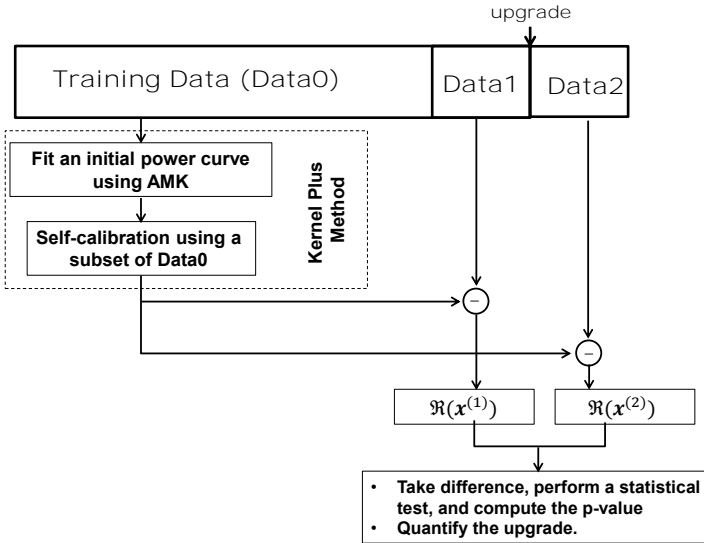 upgrade
Training Data (Data0)
Data1
Data2
Fit an initial power curve
using AMK
Self-calibration using a
subset of Data0
Kernel Plus
Method
−
−
ℜ(𝒙⁽¹⁾)
ℜ(𝒙⁽²⁾)
• Take difference, perform a statistical
test, and compute the p-value
• Quantify the upgrade.